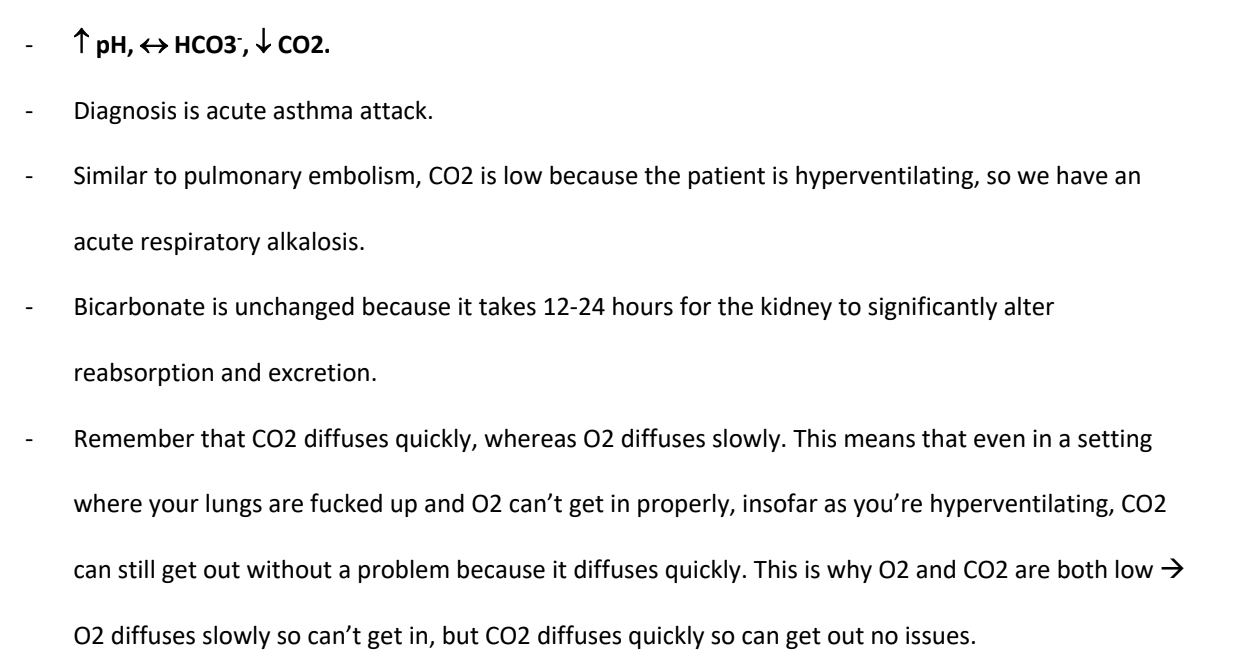 - ↑ pH, ↔ HCO3⁻, ↓ CO2.
- Diagnosis is acute asthma attack.
- Similar to pulmonary embolism, CO2 is low because the patient is hyperventilating, so we have an
acute respiratory alkalosis.
- Bicarbonate is unchanged because it takes 12-24 hours for the kidney to significantly alter
reabsorption and excretion.
- Remember that CO2 diffuses quickly, whereas O2 diffuses slowly. This means that even in a setting
where your lungs are fucked up and O2 can’t get in properly, insofar as you’re hyperventilating, CO2
can still get out without a problem because it diffuses quickly. This is why O2 and CO2 are both low →
O2 diffuses slowly so can’t get in, but CO2 diffuses quickly so can get out no issues.